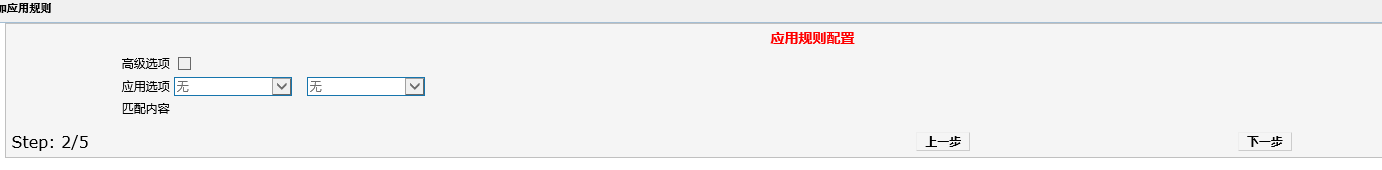 加应用规则
应用规则配置
高级选项
应用选项 无 无
匹配内容
Step: 2/5 上一步 下一步